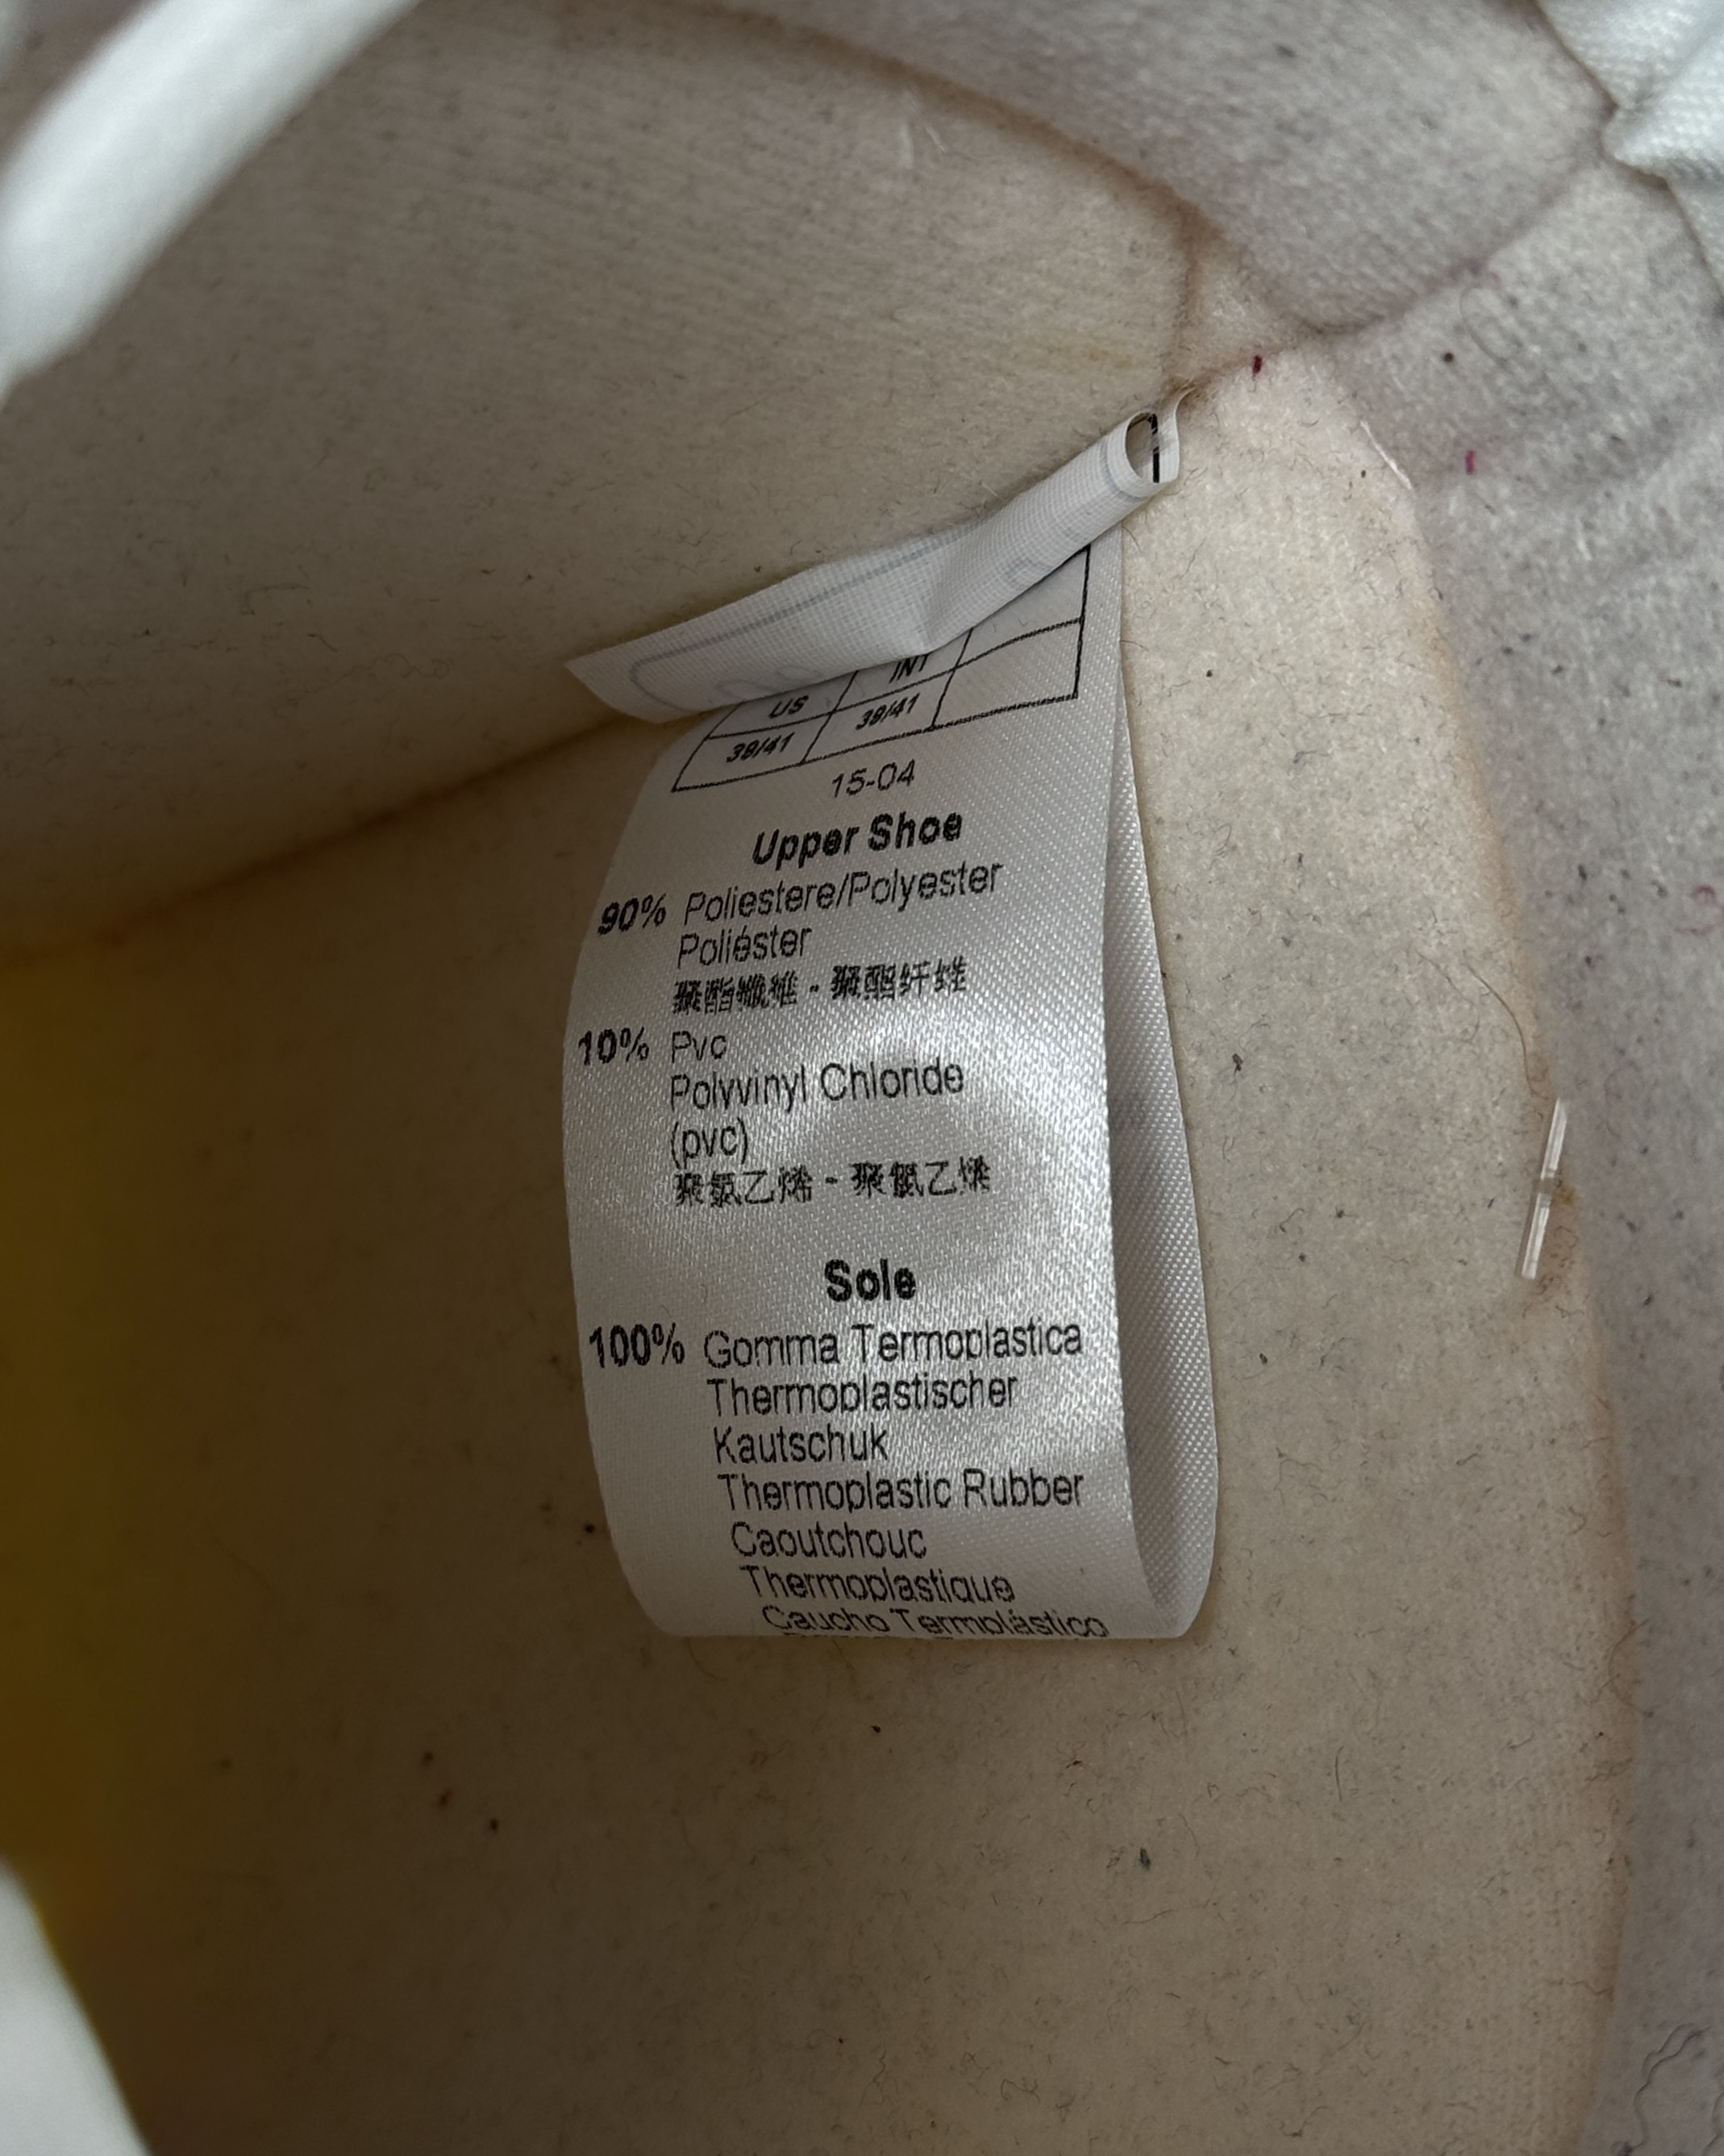 US INT
39/41 39/41
15-04
Upper Shoe
90% Poliestere/Polyester
Poliéster
聚酯纖維 - 聚酯纤维
10% Pvc
Polyvinyl Chloride
(pvc)
聚氯乙烯 - 聚氯乙烯
Sole
100% Gomma Termoplastica
Thermoplastischer
Kautschuk
Thermoplastic Rubber
Caoutchouc
Thermoplastique
Caucho Termplástico